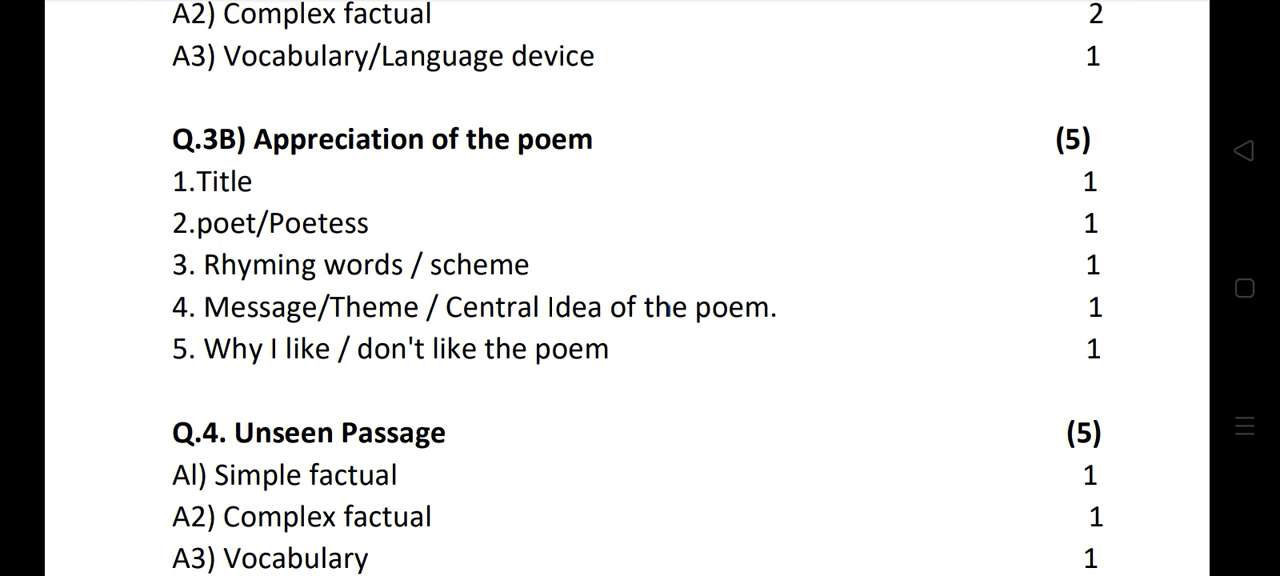 A2) Complex factual 2
A3) Vocabulary/Language device 1
Q.3B) Appreciation of the poem (5)
1.Title 1
2.poet/Poetess 1
3. Rhyming words / scheme 1
4. Message/Theme / Central Idea of the poem. 1
5. Why I like / don't like the poem 1
Q.4. Unseen Passage (5)
Al) Simple factual 1
A2) Complex factual 1
A3) Vocabulary 1